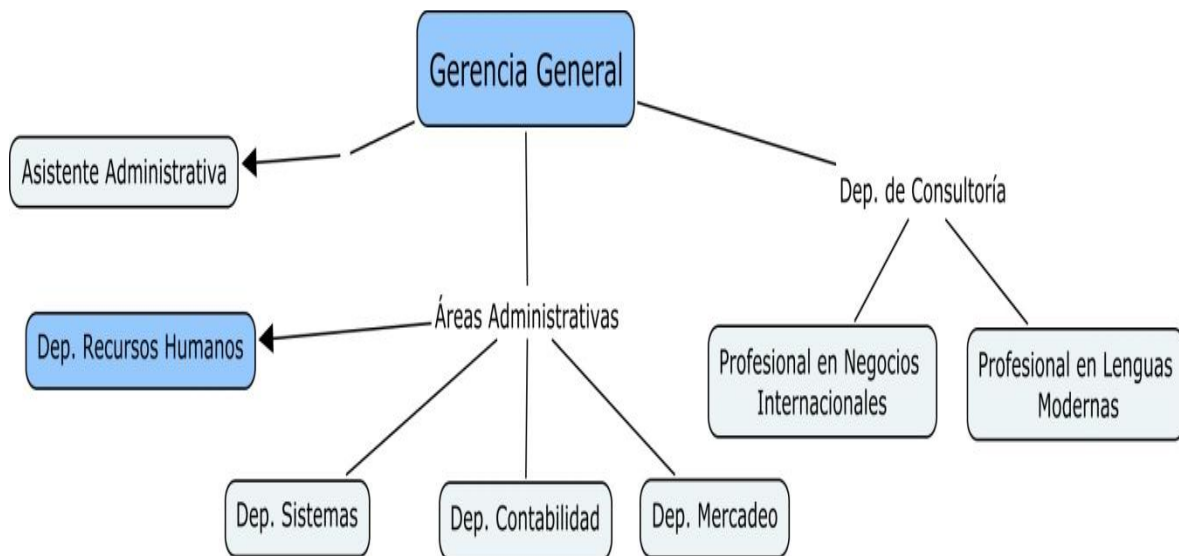 Gerencia General
Asistente Administrativa
Dep. de Consultoría
Áreas Administrativas
Dep. Recursos Humanos
Profesional en Negocios
Internacionales
Profesional en Lenguas
Modernas
Dep. Sistemas
Dep. Contabilidad
Dep. Mercadeo